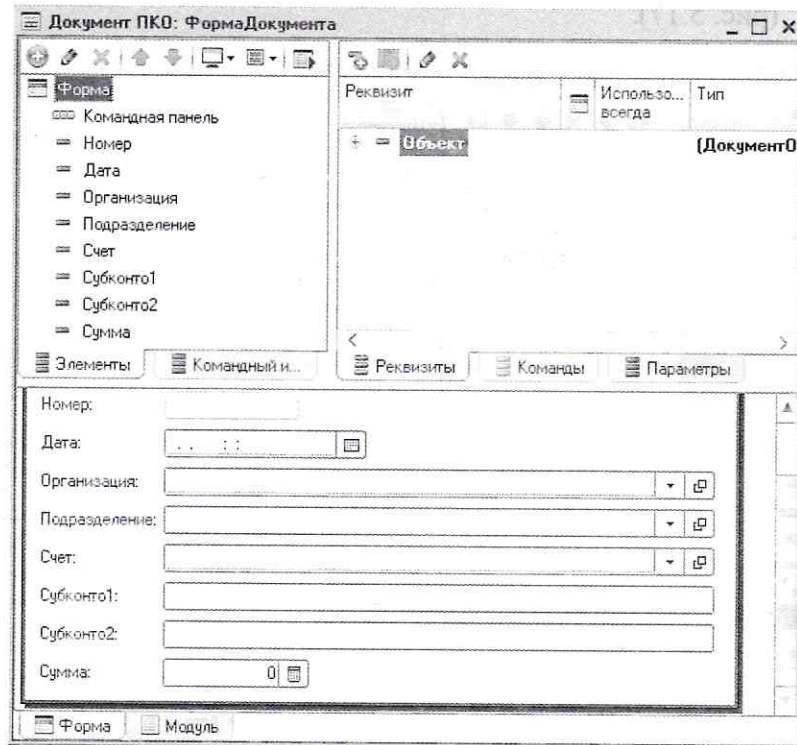 Документ ПКО: ФормаДокумента
Форма
Командная панель
Номер
Дата
Организация
Подразделение
Счет
Субконто1
Субконто2
Сумма
Элементы
Командный и...
Реквизит
Использо... всегда
Тип
Объект
(ДокументО
Реквизиты
Команды
Параметры
Номер:
Дата:
. . : :
Организация:
Подразделение:
Счет:
Субконто1:
Субконто2:
Сумма:
0
Форма
Модуль